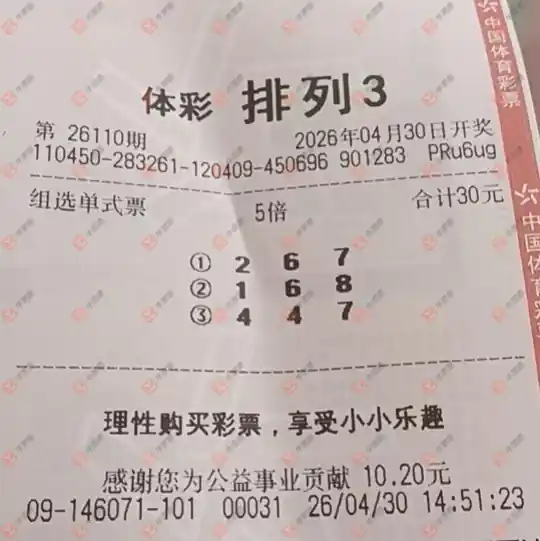 体彩 排列3
第 26110期 2026年04月30日开奖
110450-283261-120409-450696 901283 PRu6ug
组选单式票 5倍 合计30元
① 2 6 7
② 1 6 8
③ 4 4 7
理性购买彩票，享受小小乐趣
感谢您为公益事业贡献 10.20元
09-146071-101 00031 26/04/30 14:51:23
中国体育彩票
中国体育彩